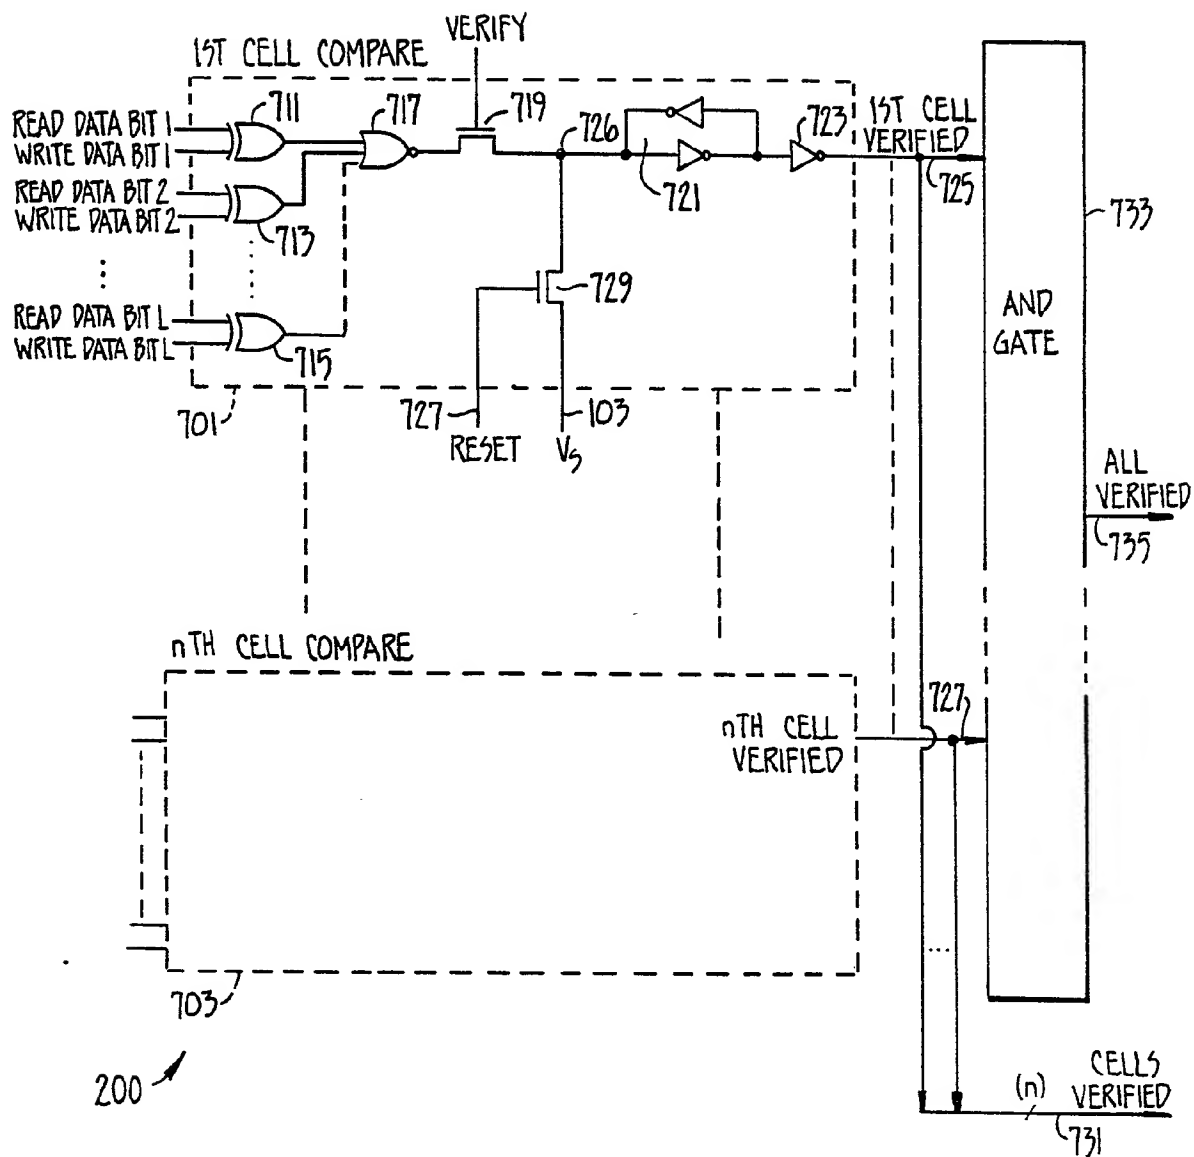 VERIFY
1ST CELL COMPARE
READ DATA BIT 1
WRITE DATA BIT 1
711
717
719
726
723
1ST CELL
VERIFIED
725
READ DATA BIT 2
WRITE DATA BIT 2
713
721
733
729
READ DATA BIT L
WRITE DATA BIT L
715
AND
GATE
701
727
RESET
103
VS
ALL
VERIFIED
735
nTH CELL COMPARE
nTH CELL
VERIFIED
727
703
200
(n)
CELLS
VERIFIED
731